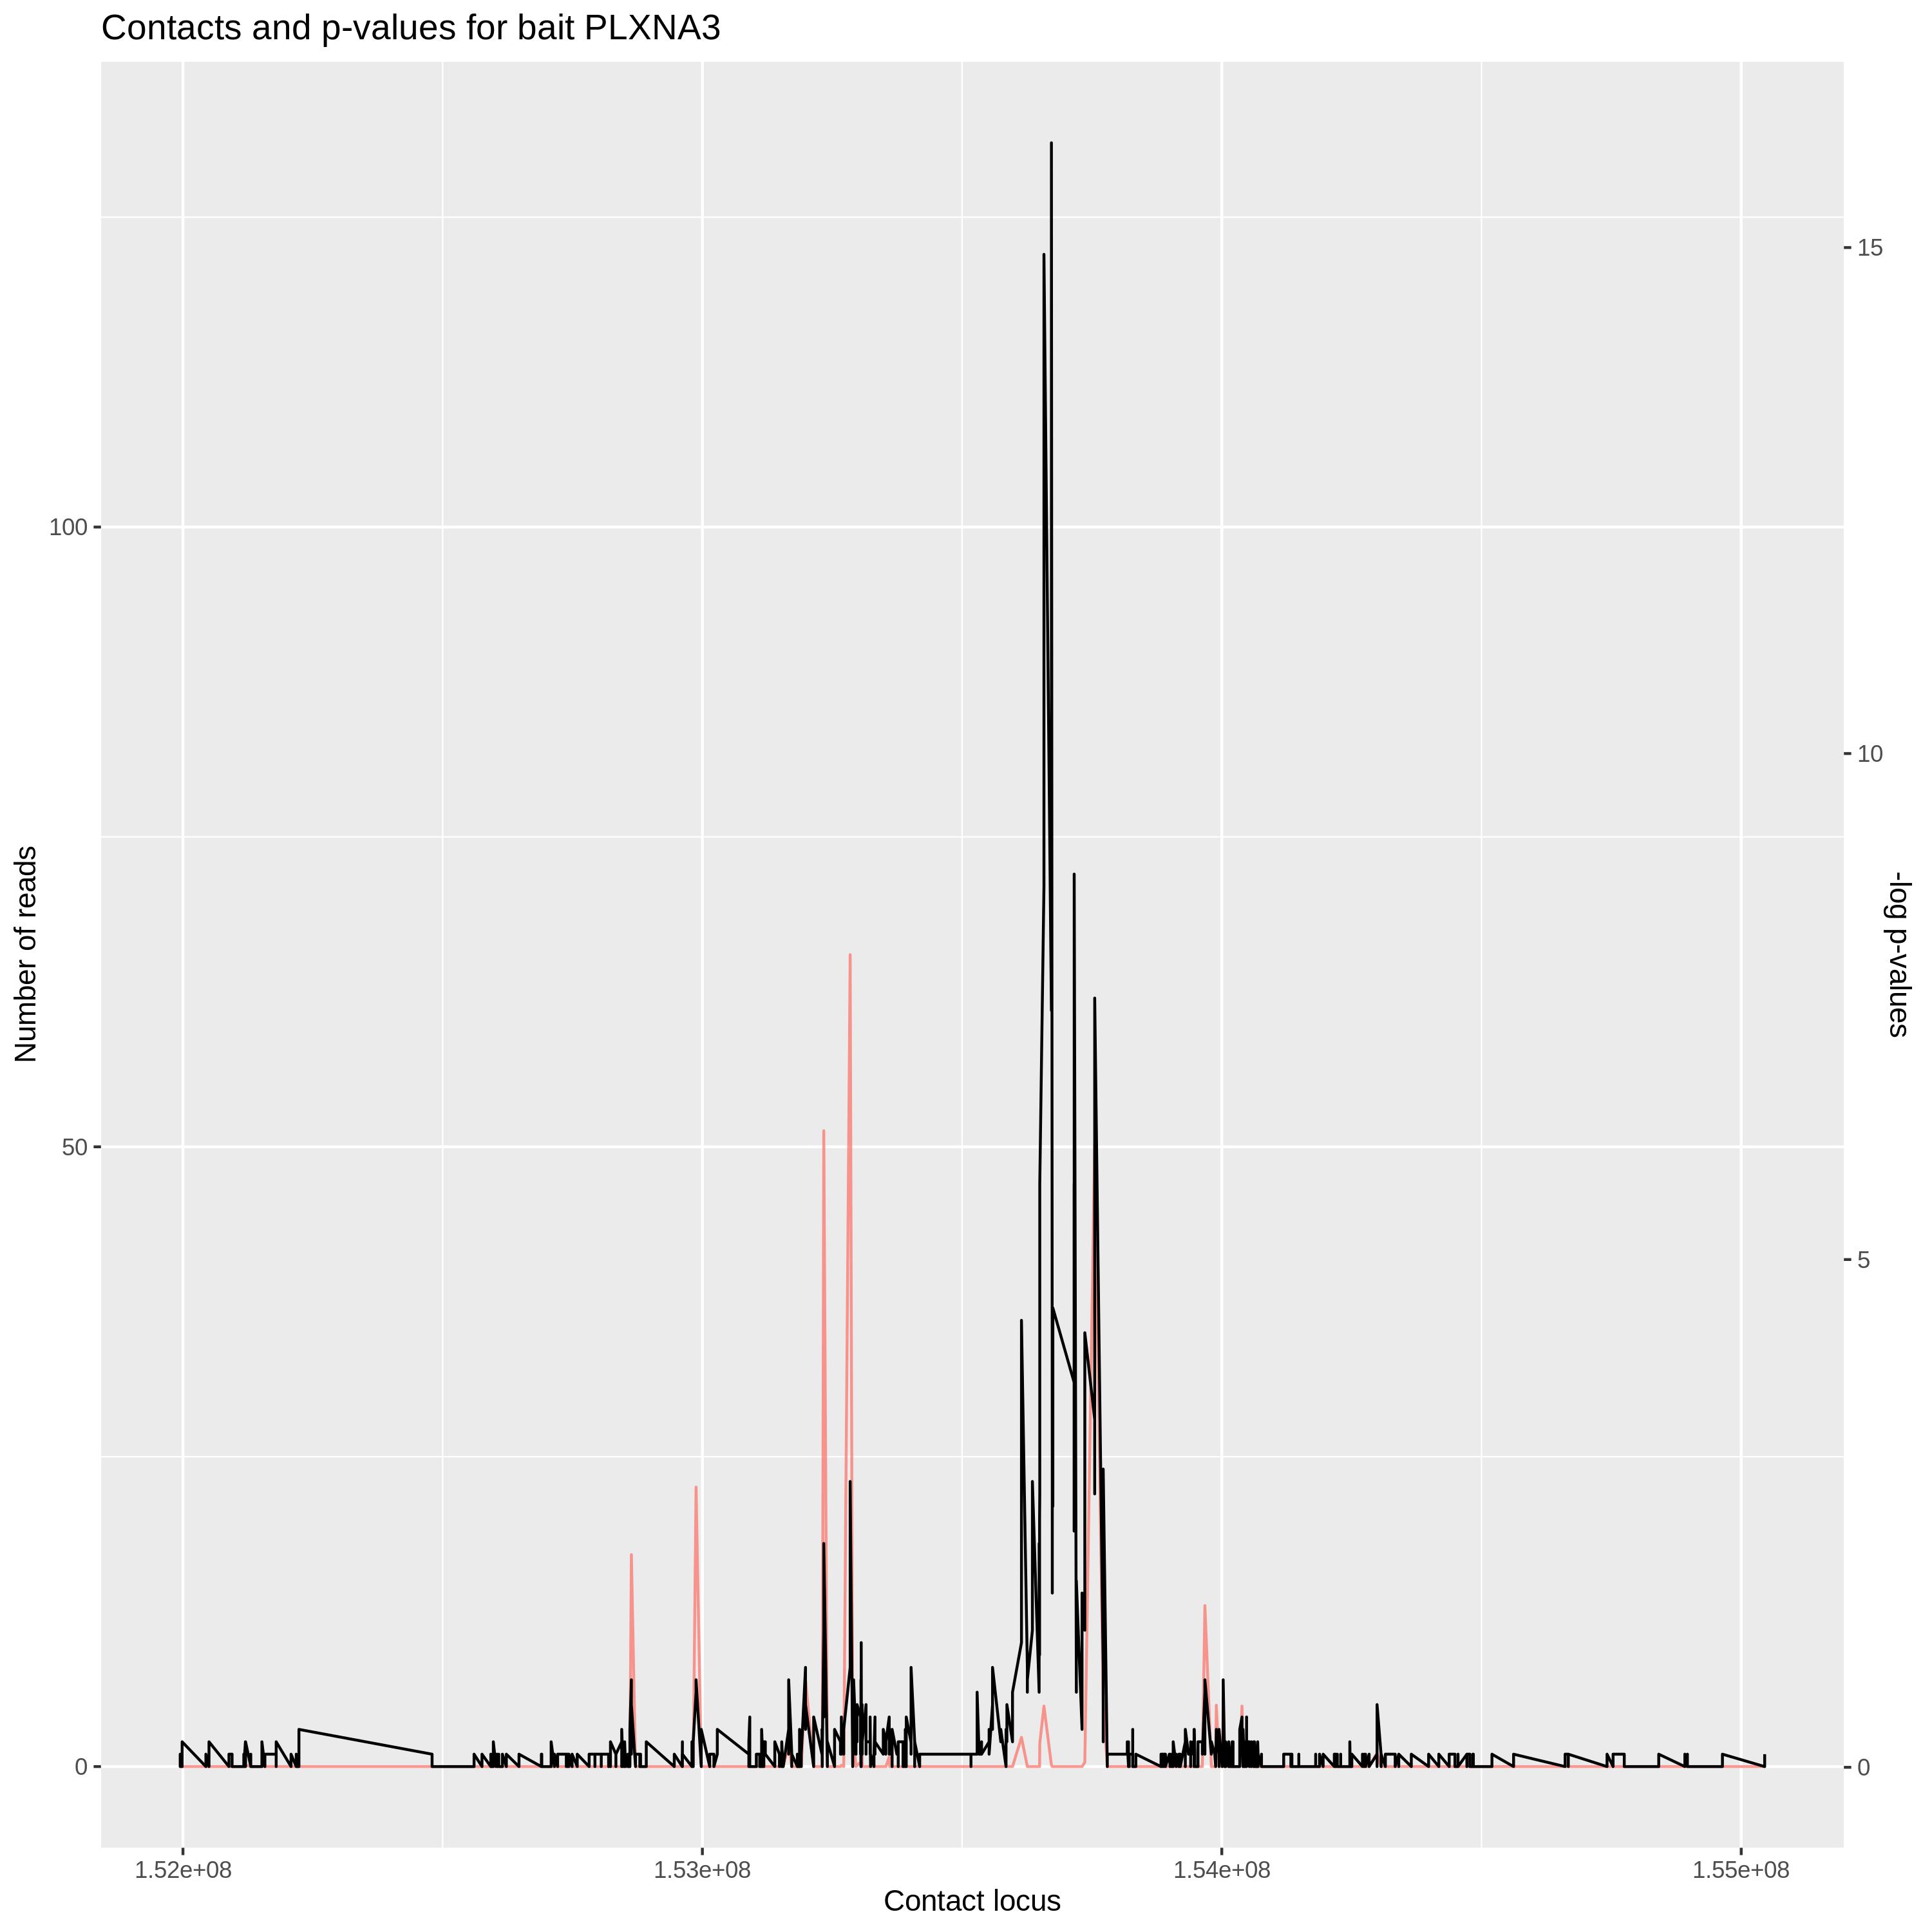 Contacts and p-values for bait PLXNA3
Number of reads
100
50
0
15
10
5
0
-log p-values
1.52e+08 1.53e+08 1.54e+08 1.55e+08
Contact locus